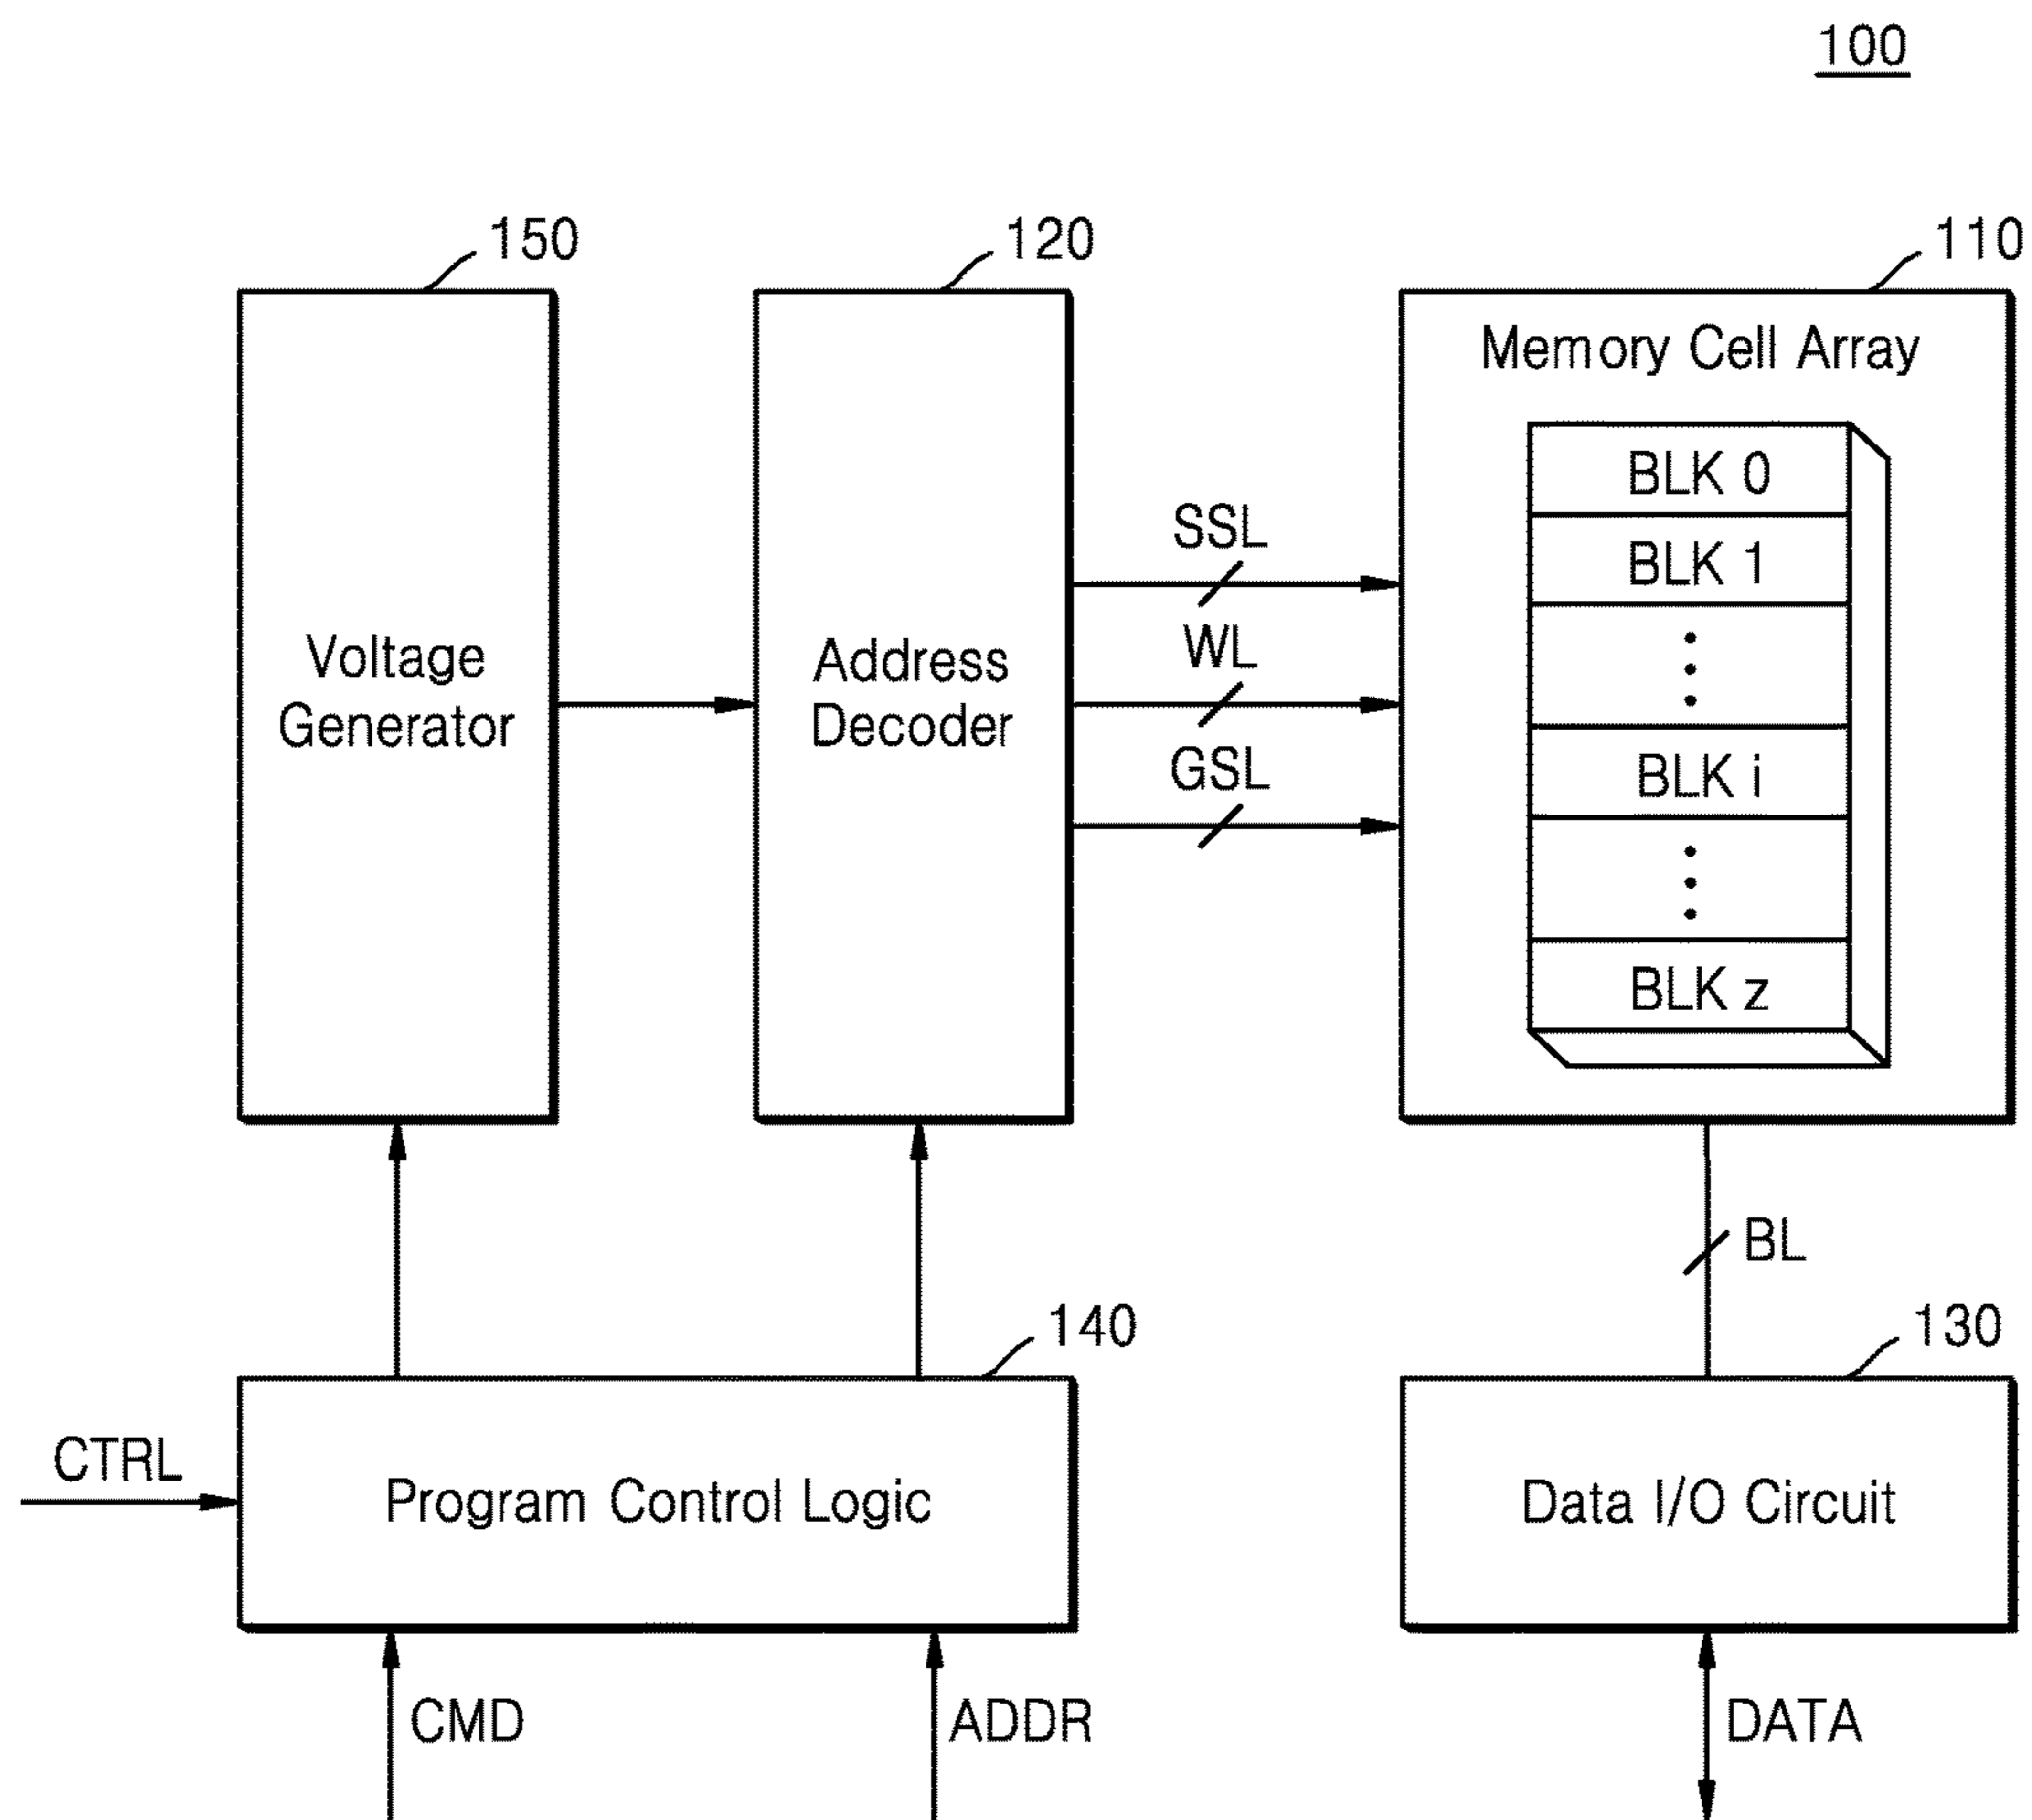 100
150
120
110
Voltage
Generator
Address
Decoder
SSL
WL
GSL
Memory Cell Array
BLK 0
BLK 1
BLK i
BLK z
BL
140
130
CTRL
Program Control Logic
Data I/O Circuit
CMD
ADDR
DATA